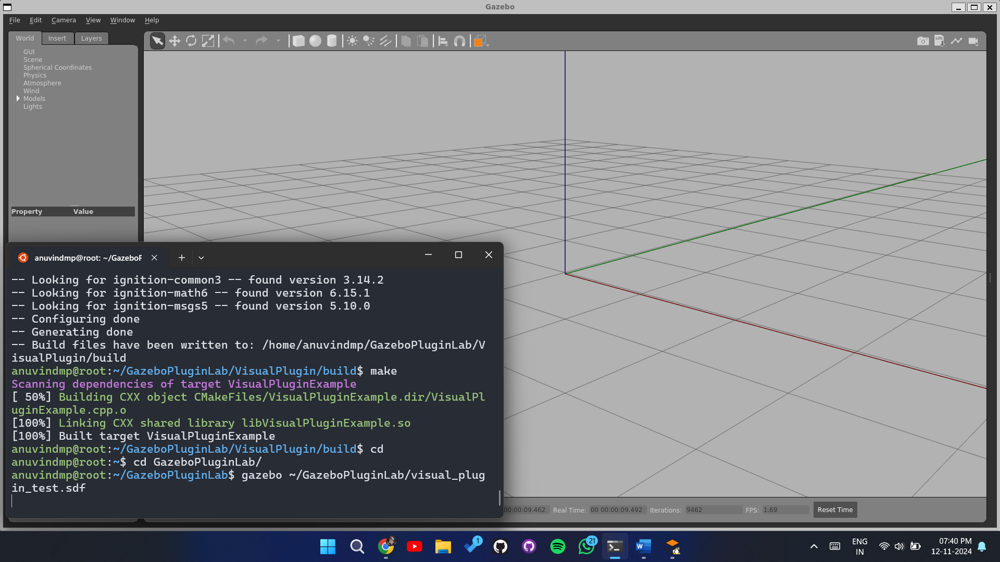 Gazebo
File Edit Camera View Window Help
World Insert Layers
GUI
Scene
Spherical Coordinates
Physics
Atmosphere
Wind
Models
Lights
LOG
Property Value
anuvindmp@root: ~/GazeboF
-- Looking for ignition-common3 -- found version 3.14.2
-- Looking for ignition-math6 -- found version 6.15.1
-- Looking for ignition-msgs5 -- found version 5.10.0
-- Configuring done
-- Generating done
-- Build files have been written to: /home/anuvindmp/GazeboPluginLab/V
isualPlugin/build
anuvindmp@root:~/GazeboPluginLab/VisualPlugin/build$ make
Scanning dependencies of target VisualPluginExample
[ 50%] Building CXX object CMakeFiles/VisualPluginExample.dir/VisualPl
uginExample.cpp.o
[100%] Linking CXX shared library libVisualPluginExample.so
[100%] Built target VisualPluginExample
anuvindmp@root:~/GazeboPluginLab/VisualPlugin/build$ cd
anuvindmp@root:~$ cd GazeboPluginLab/
anuvindmp@root:~/GazeboPluginLab$ gazebo ~/GazeboPluginLab/visual_plug
in_test.sdf
00:00:09.462 Real Time: 00 00:00:09.492 Iterations: 9462 FPS: 1.69 Reset Time
1 21 W
ENG
IN
07:40 PM
12-11-2024